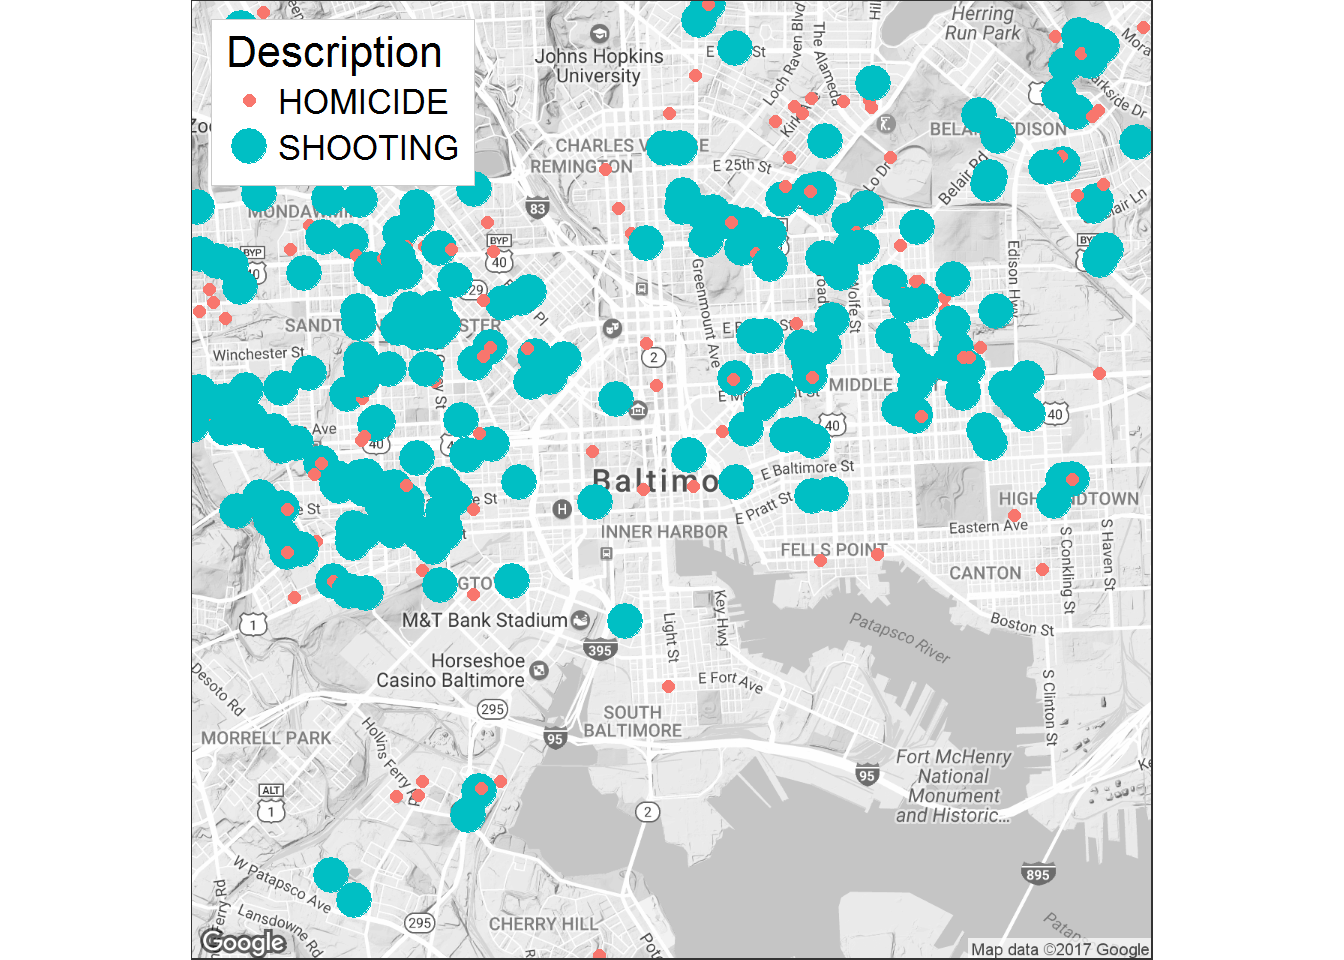 Description
HOMICIDE
SHOOTING
Johns Hopkins
University
Herring
Run Park
Loch Raven Blvd
The Alameda
Kirk
E
St
Parkside Dr
BELAIR
EDISON
CHARLES V
E
REMINGTON
E 25th St
Lo Dr
Belair Rd
83
BYP
40
BYP
40
BYP
29
Greenmount Ave
Wolfe St
Edison Hwy
SANDT
STER
Winchester St
Pl
2
MIDDLE
E M
St
Ave
40
40
40
Baltimo
E Baltimore St
E Pratt St
H
e St
HIGH
NDTOWN
INNER HARBOR
Eastern Ave
FELLS POINT
CANTON
S Conkling St
S Haven St
GTO
M&T Bank Stadium
1
395
Light St
Key Hwy
Patapsco River
Boston St
Horseshoe
Casino Baltimore
E Fort Ave
Desoto Rd
295
SOUTH
BALTIMORE
S Clinton St
MORRELL PARK
95
Hollins Ferry Rd
95
Fort McHenry
National
Monument
and Historic...
ALT
1
2
W Patapsco Ave
895
Ferry Rd
Lansdowne Rd
295
CHERRY HILL
Google
Map data ©2017 Google